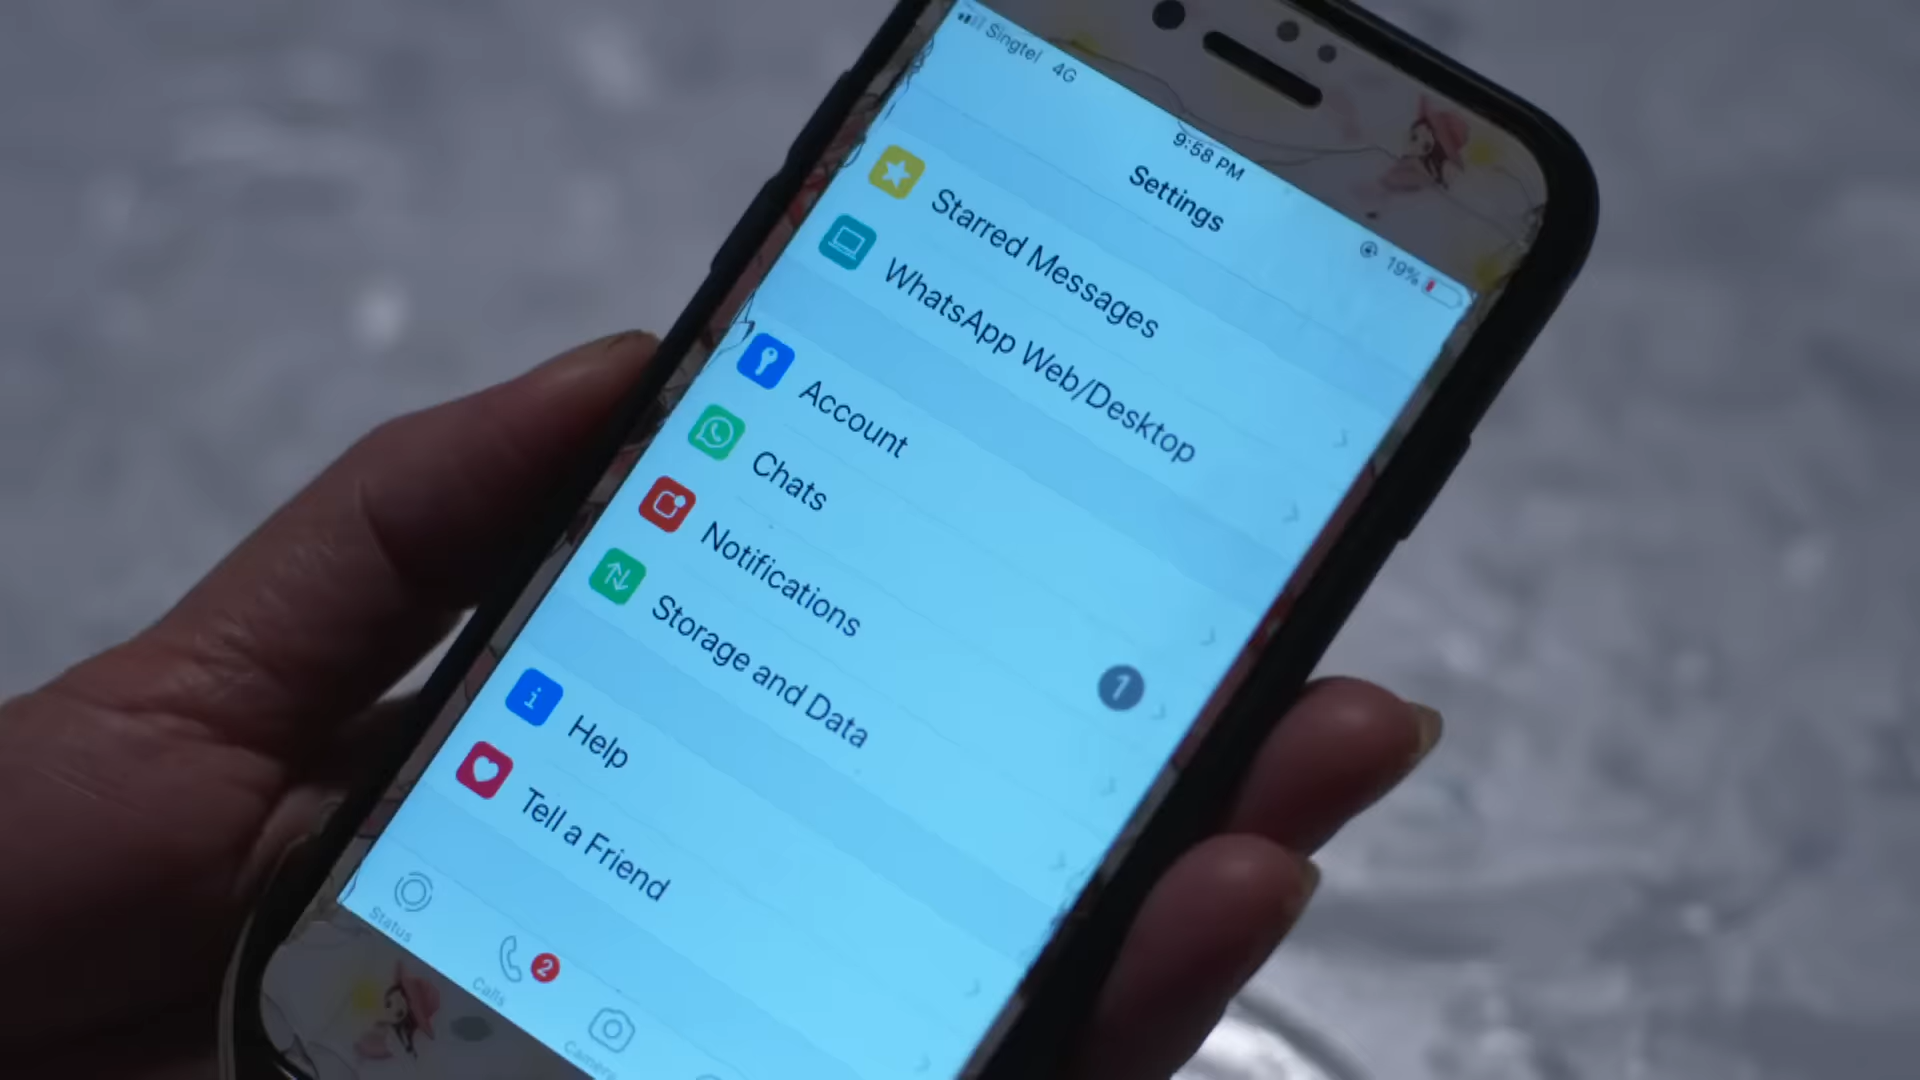 Singtel 4G
9:58 PM
19%
Settings
Starred Messages
WhatsApp Web/Desktop
Account
Chats
1
Notifications
Storage and Data
i
Help
Tell a Friend
Status
2
Calls
Camera